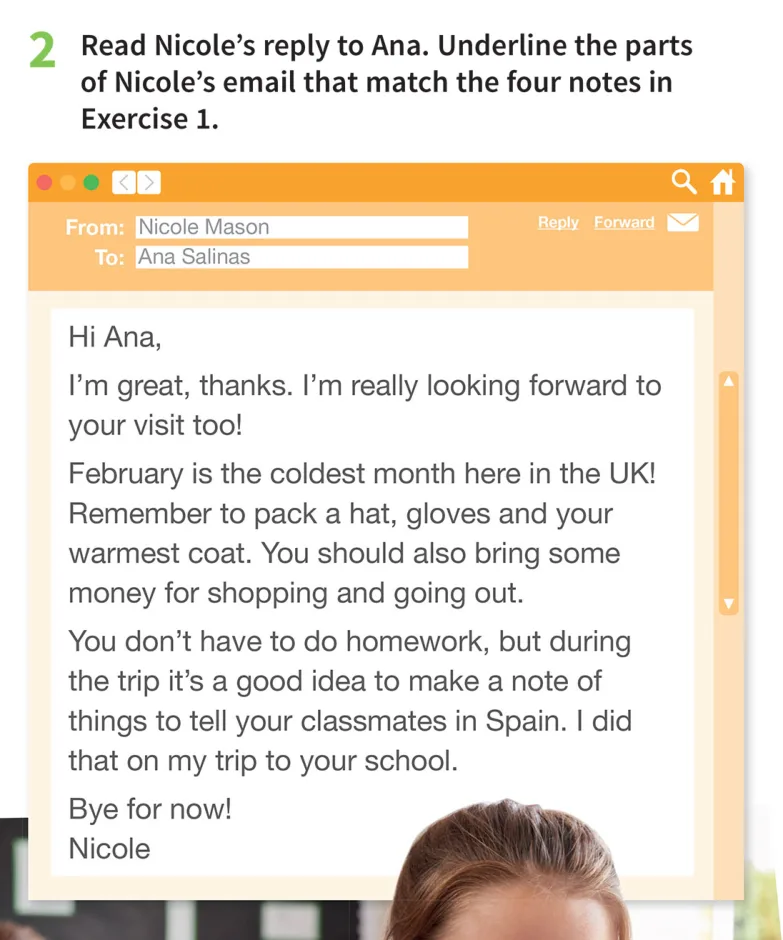 2 Read Nicole’s reply to Ana. Underline the parts
of Nicole’s email that match the four notes in
Exercise 1.
From: Nicole Mason
Reply Forward
To: Ana Salinas
Hi Ana,
I’m great, thanks. I’m really looking forward to
your visit too!
February is the coldest month here in the UK!
Remember to pack a hat, gloves and your
warmest coat. You should also bring some
money for shopping and going out.
You don’t have to do homework, but during
the trip it’s a good idea to make a note of
things to tell your classmates in Spain. I did
that on my trip to your school.
Bye for now!
Nicole